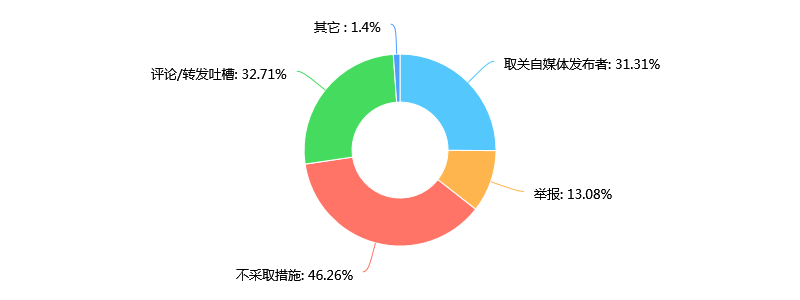 其它 : 1.4%
取关自媒体发布者: 31.31%
评论/转发吐槽: 32.71%
举报: 13.08%
不采取措施: 46.26%